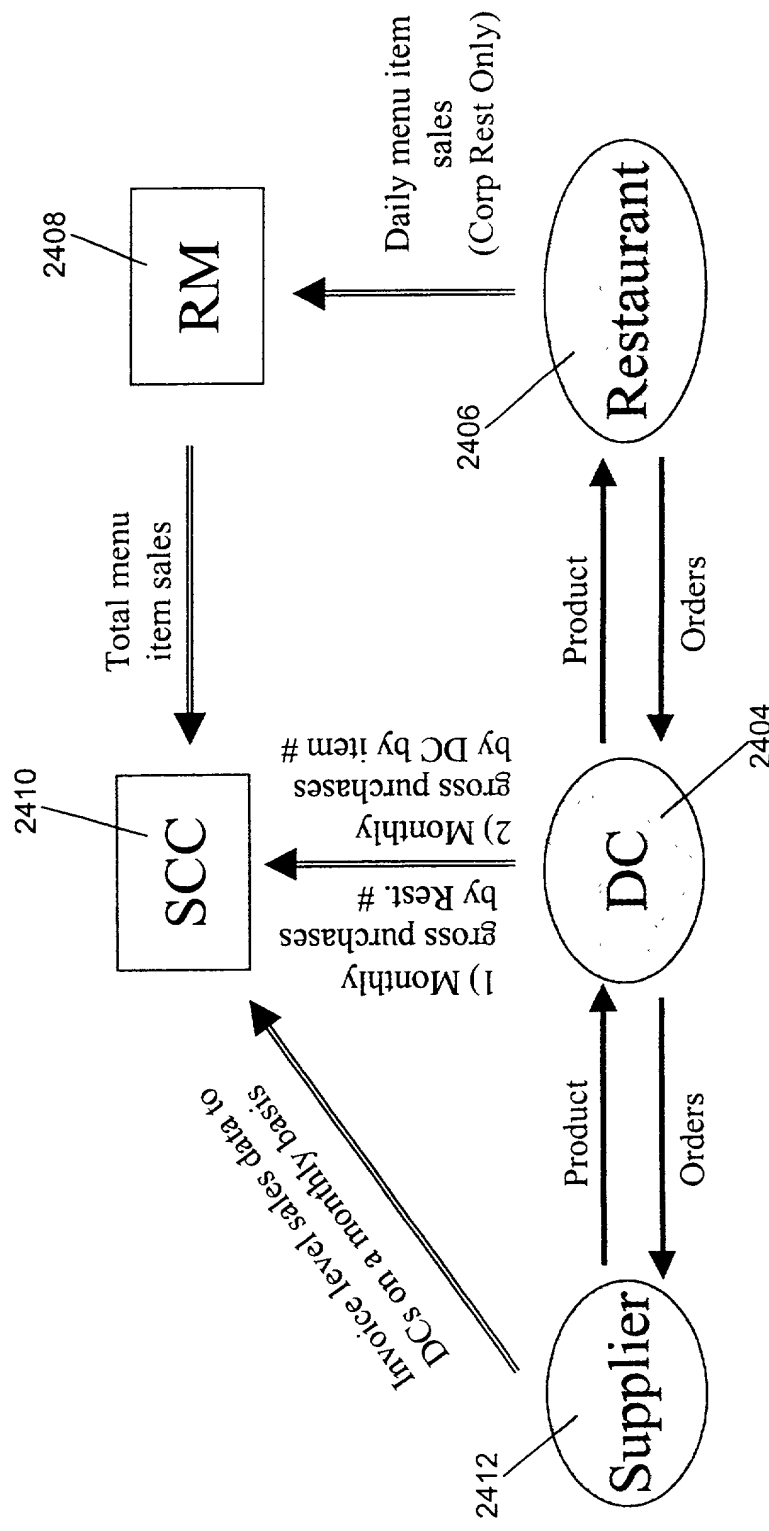 2410
SCC
Total menu
item sales
2408
RM
Invoice level sales data to
DCs on a monthly basis
1) Monthly
gross purchases
by Rest. #
2) Monthly
gross purchases
by DC by item #
Daily menu item
sales
(Corp Rest Only)
2412
Supplier
Product
Orders
DC
2404
Product
Orders
2406
Restaurant